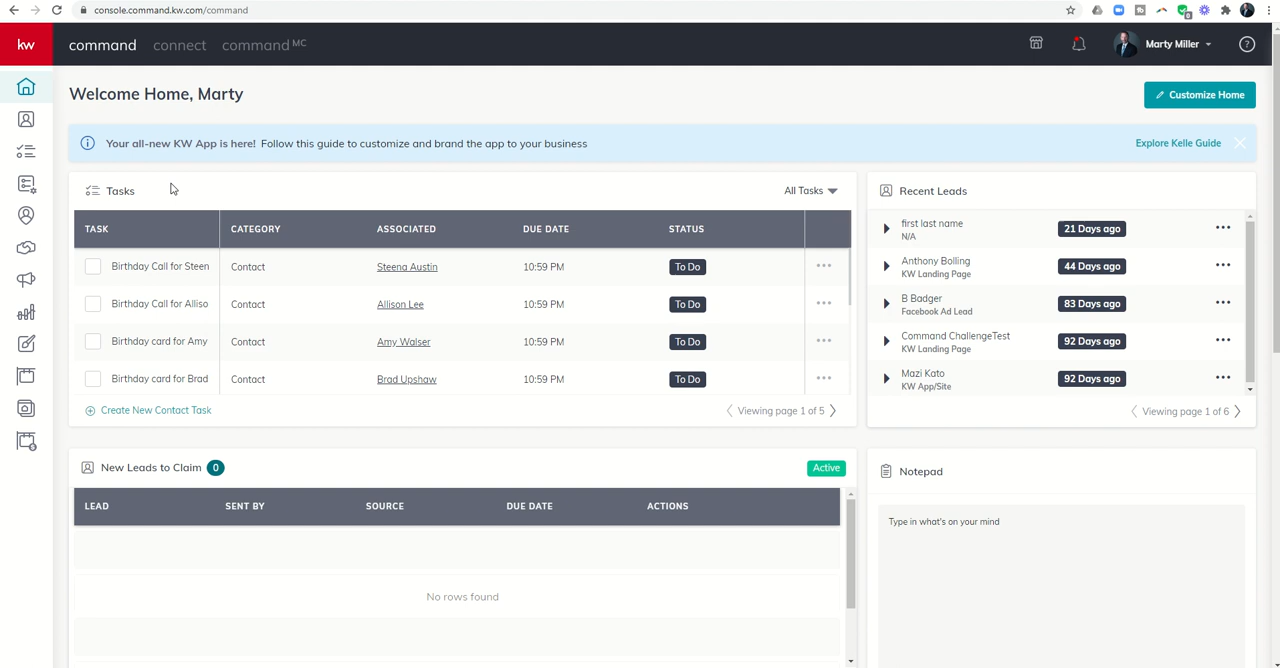 console.command.kw.com/command
kw
command
connect
command MC
Marty Miller
?
Welcome Home, Marty
Customize Home
Your all-new KW App is here! Follow this guide to customize and brand the app to your business
Explore Kelle Guide
Tasks
All Tasks
TASK CATEGORY ASSOCIATED DUE DATE STATUS
Birthday Call for Steen Contact Steena Austin 10:59 PM To Do
Birthday Call for Alliso Contact Allison Lee 10:59 PM To Do
Birthday card for Amy Contact Amy Walser 10:59 PM To Do
Birthday card for Brad Contact Brad Upshaw 10:59 PM To Do
Create New Contact Task
Viewing page 1 of 5
Recent Leads
first last name
N/A
21 Days ago
Anthony Bolling
KW Landing Page
44 Days ago
B Badger
Facebook Ad Lead
83 Days ago
Command ChallengeTest
KW Landing Page
92 Days ago
Mazi Kato
KW App/Site
92 Days ago
Viewing page 1 of 6
New Leads to Claim 0
Active
LEAD SENT BY SOURCE DUE DATE ACTIONS
No rows found
Notepad
Type in what's on your mind